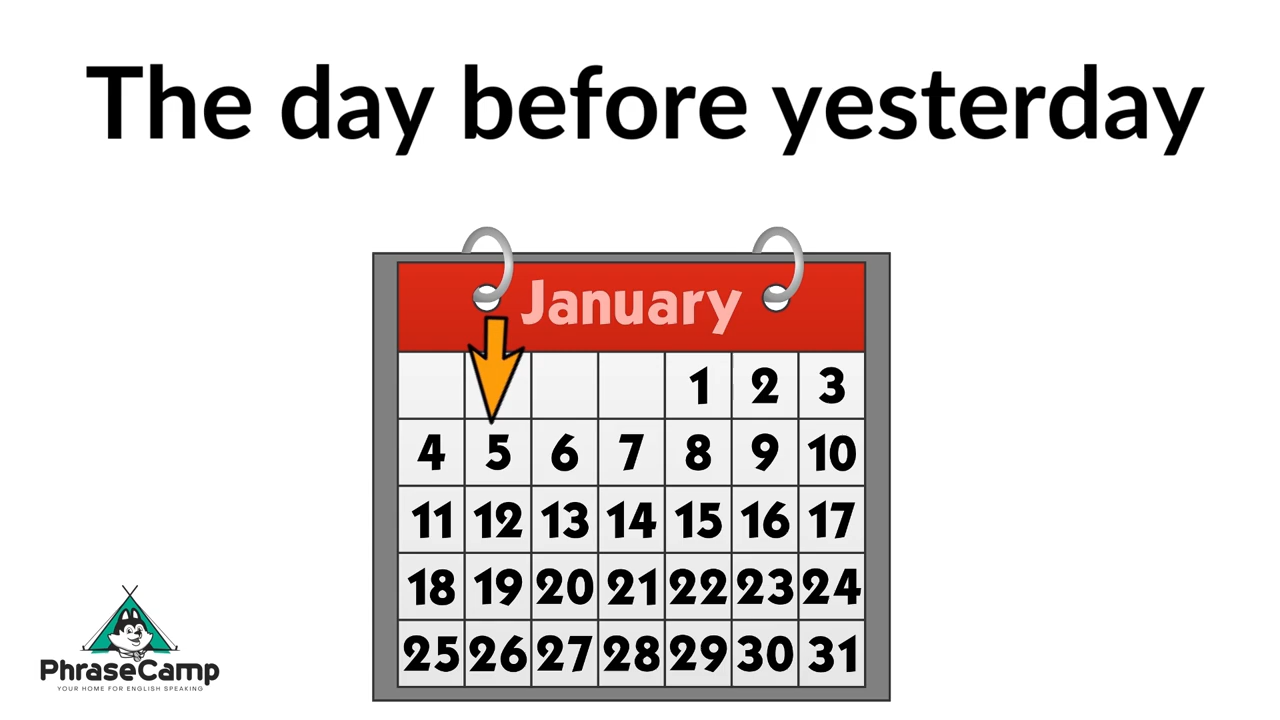 The day before yesterday
January
1 2 3
4 5 6 7 8 9 10
11 12 13 14 15 16 17
18 19 20 21 22 23 24
25 26 27 28 29 30 31
PhraseCamp
YOUR HOME FOR ENGLISH SPEAKING